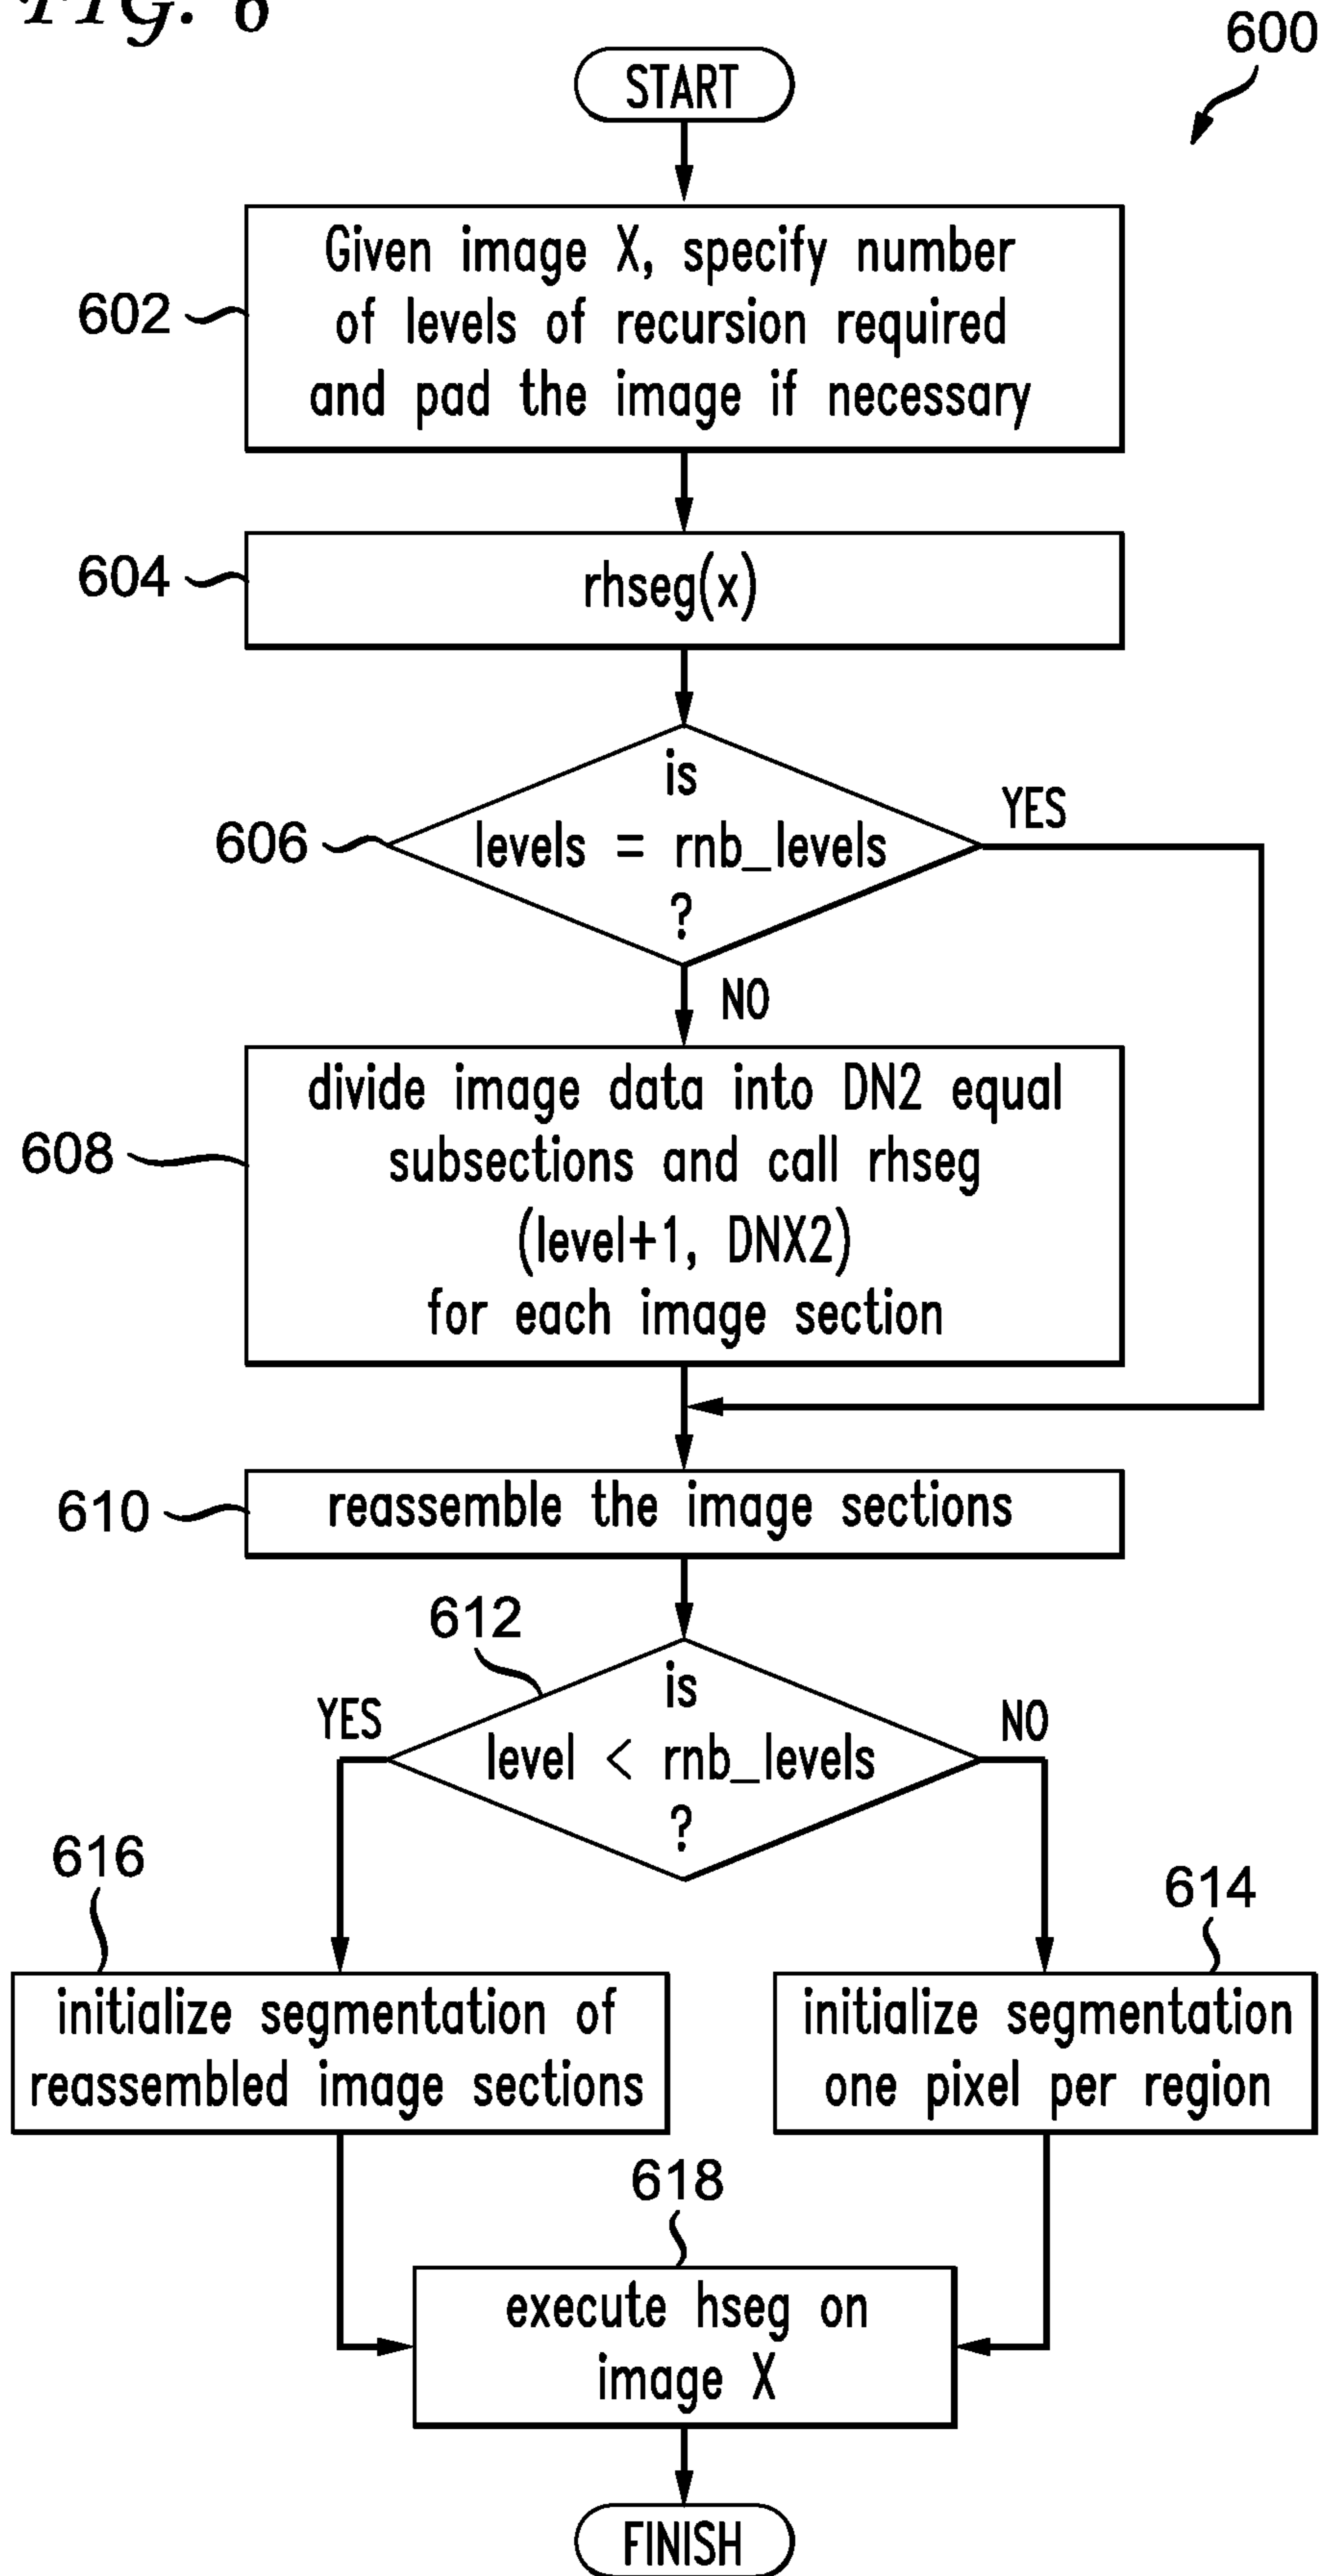 FIG. 6
600
START
602
Given image X, specify number
of levels of recursion required
and pad the image if necessary
604
rhseg(x)
606
is
levels = rnb_levels
?
YES
NO
608
divide image data into DN2 equal
subsections and call rhseg
(level+1, DNX2)
for each image section
610
reassemble the image sections
612
is
level < rnb_levels
?
YES
NO
616
614
initialize segmentation of
reassembled image sections
initialize segmentation
one pixel per region
618
execute hseg on
image X
FINISH